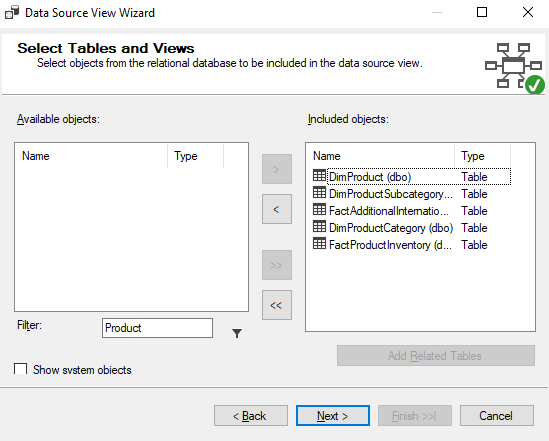 Data Source View Wizard
Select Tables and Views
Select objects from the relational database to be included in the data source view.
Available objects:
Included objects:
Name Type
Name Type
DimProduct (dbo) Table
DimProductSubcategory... Table
FactAdditionalInternatio... Table
DimProductCategory (dbo) Table
FactProductInventory (d... Table
>
<
>>
<<
Filter: Product
Add Related Tables
Show system objects
< Back Next > Finish >>| Cancel